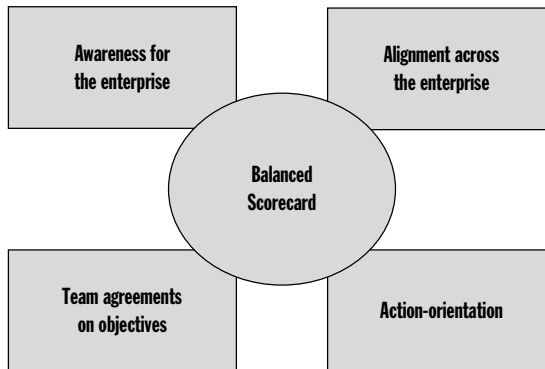 Awareness for
the enterprise
Alignment across
the enterprise
Balanced
Scorecard
Team agreements
on objectives
Action-orientation